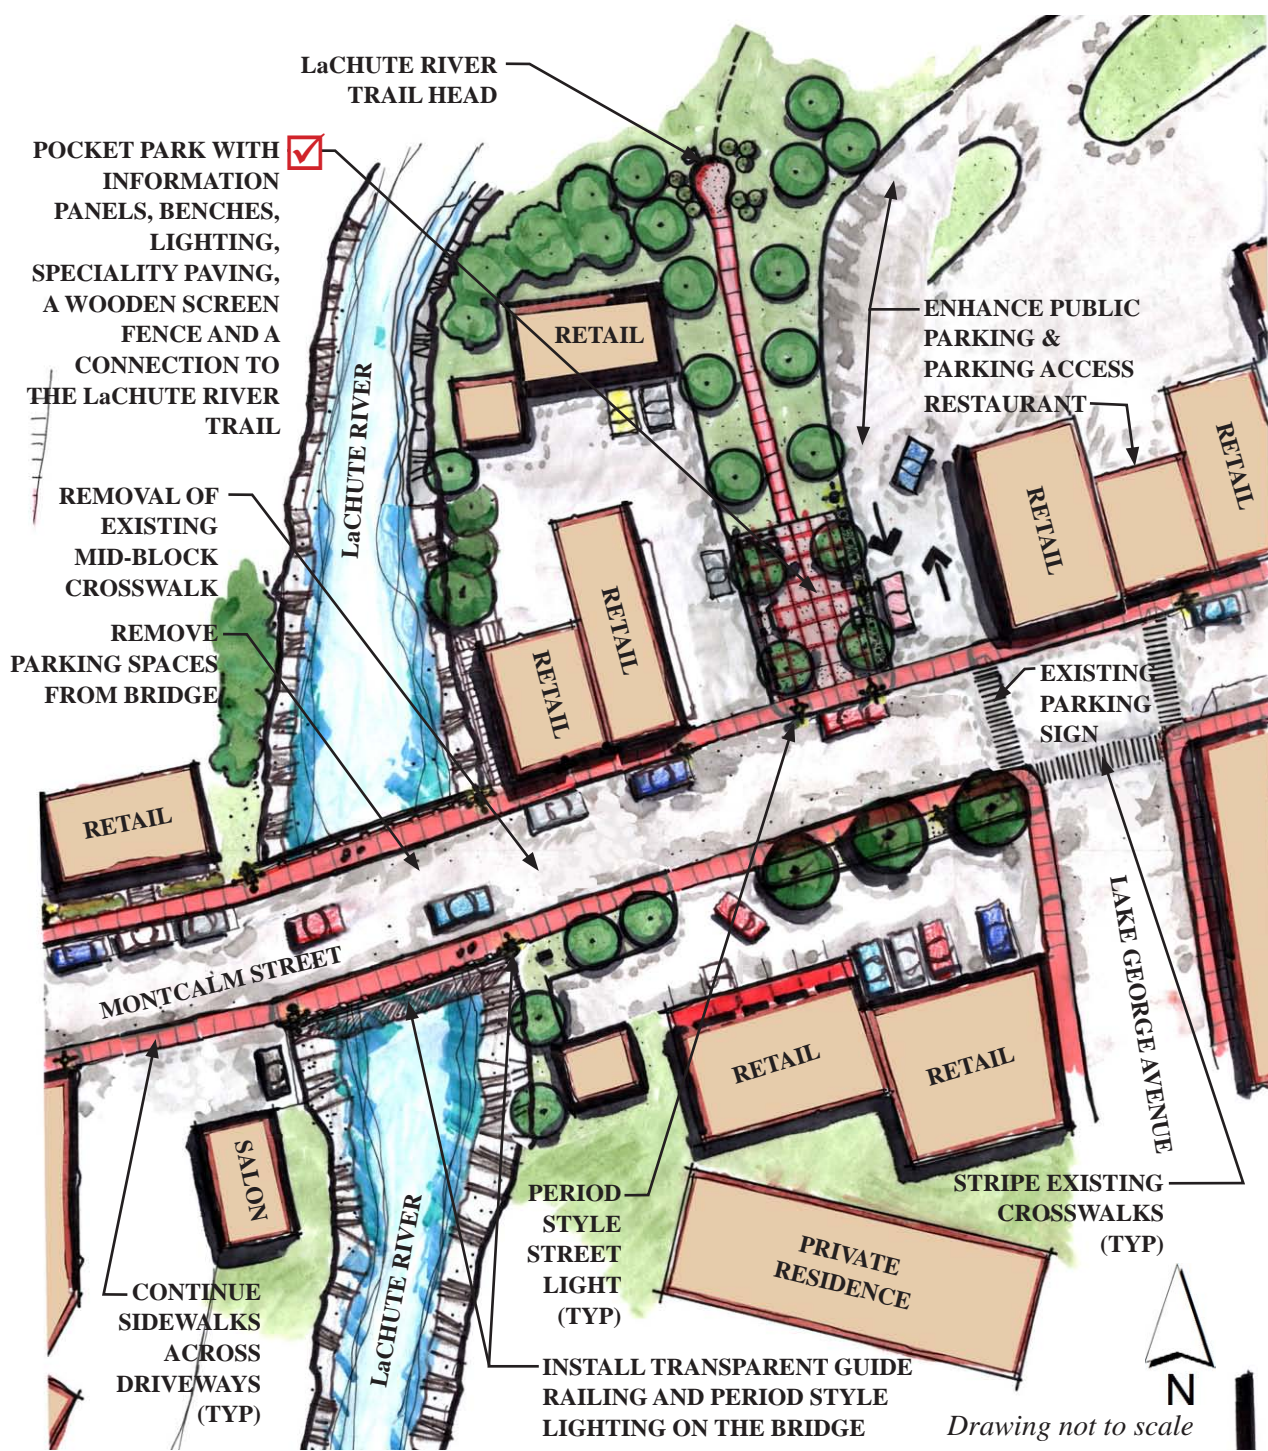 LaCHUTE RIVER
TRAIL HEAD
POCKET PARK WITH
INFORMATION
PANELS, BENCHES,
LIGHTING,
SPECIALITY PAVING,
A WOODEN SCREEN
FENCE AND A
CONNECTION TO
THE LaCHUTE RIVER
TRAIL
RETAIL
ENHANCE PUBLIC
PARKING &
PARKING ACCESS
RESTAURANT
RETAIL
RETAIL
LaCHUTE RIVER
REMOVAL OF
EXISTING
MID-BLOCK
CROSSWALK
REMOVE
PARKING SPACES
FROM BRIDGE
RETAIL
RETAIL
EXISTING
PARKING
SIGN
RETAIL
MONTCALM STREET
LAKE GEORGE AVENUE
RETAIL
RETAIL
SALON
PERIOD
STYLE
STREET
LIGHT
(TYP)
STRIPE EXISTING
CROSSWALKS
(TYP)
PRIVATE
RESIDENCE
LaCHUTE RIVER
CONTINUE
SIDEWALKS
ACROSS
DRIVEWAYS
(TYP)
INSTALL TRANSPARENT GUIDE
RAILING AND PERIOD STYLE
LIGHTING ON THE BRIDGE
N
Drawing not to scale